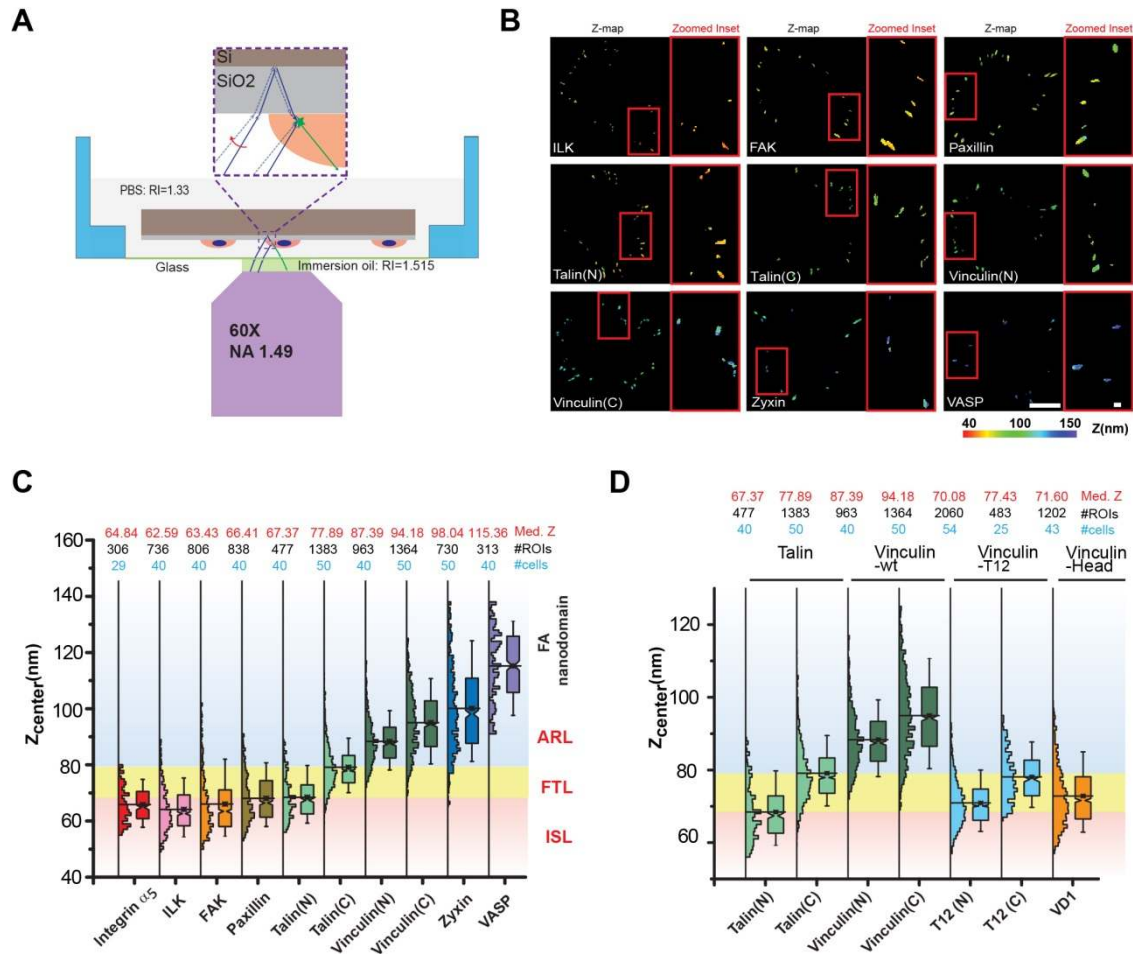 A
Si
SiO2
PBS: RI=1.33
Glass
Immersion oil: RI=1.515
60X
NA 1.49
B
Z-map Zoomed Inset Z-map Zoomed Inset Z-map Zoomed Inset
ILK FAK Paxillin
Talin(N) Talin(C) Vinculin(N)
Vinculin(C) Zyxin VASP
40 100 150 Z(nm)
C
64.84 62.59 63.43 66.41 67.37 77.89 87.39 94.18 98.04 115.36 Med. Z
306 736 806 838 477 1383 963 1364 730 313 #ROIs
29 40 40 40 40 50 40 50 50 40 #cells
160
140
120
100
80
60
40
Zcenter(nm)
FA nanodomain
ARL
FTL
ISL
Integrin α5 ILK FAK Paxillin Talin(N) Talin(C) Vinculin(N) Vinculin(C) Zyxin VASP
D
67.37 77.89 87.39 94.18 70.08 77.43 71.60 Med. Z
477 1383 963 1364 2060 483 1202 #ROIs
40 50 40 50 54 25 43 #cells
Talin Vinculin Vinculin Vinculin
-wt -T12 -Head
120
100
80
60
Zcenter(nm)
Talin(N) Talin(C) Vinculin(N) Vinculin(C) T12 (N) T12 (C) VD1